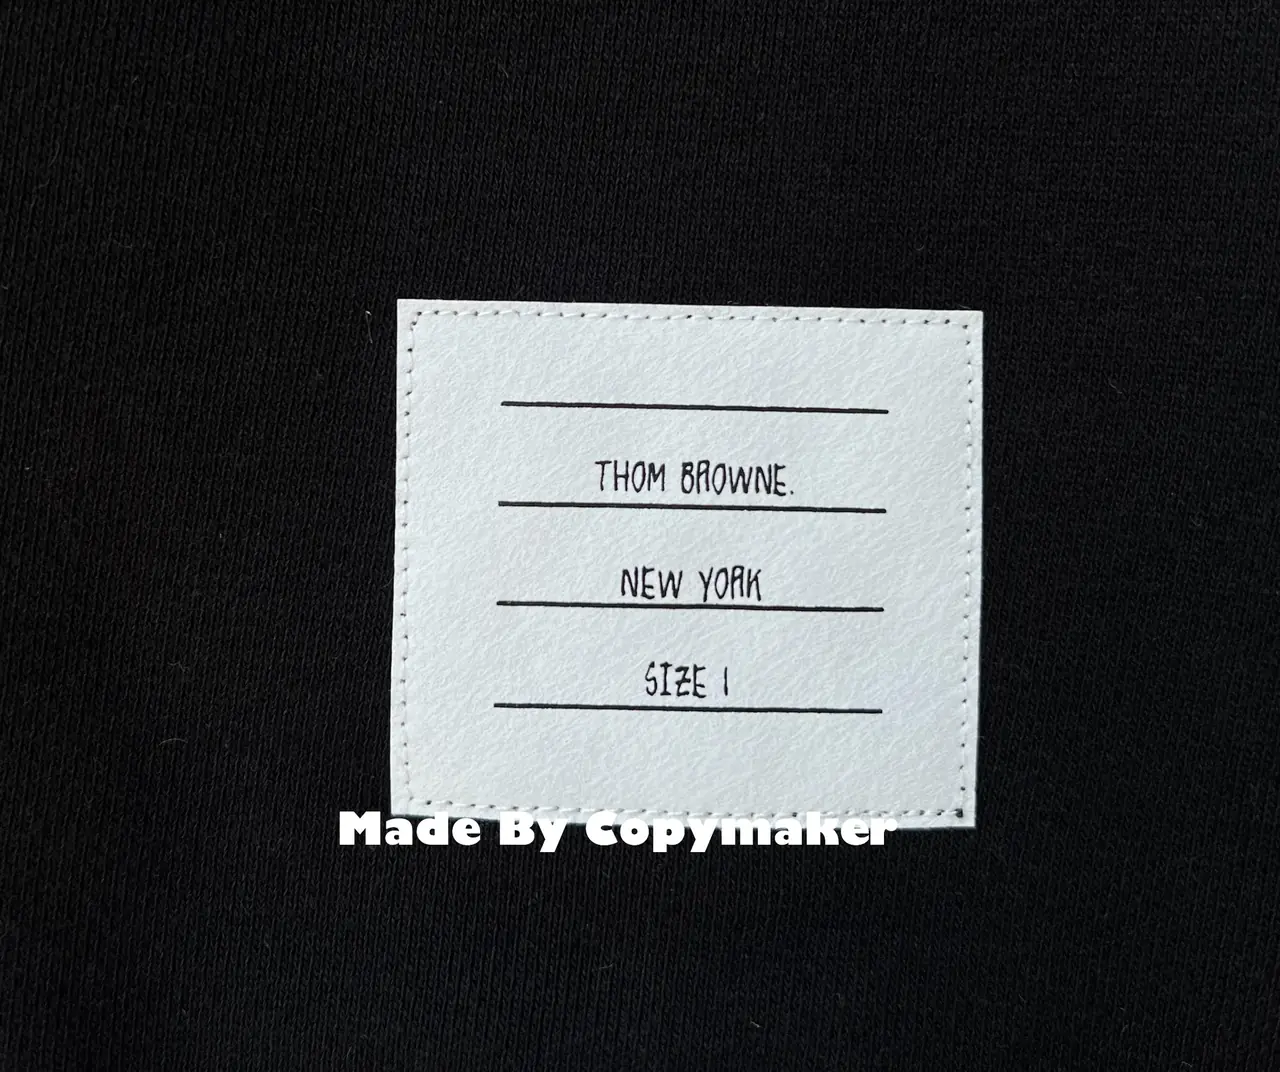 THOM BROWNE.
NEW YORK
SIZE 1
Made By Copymaker